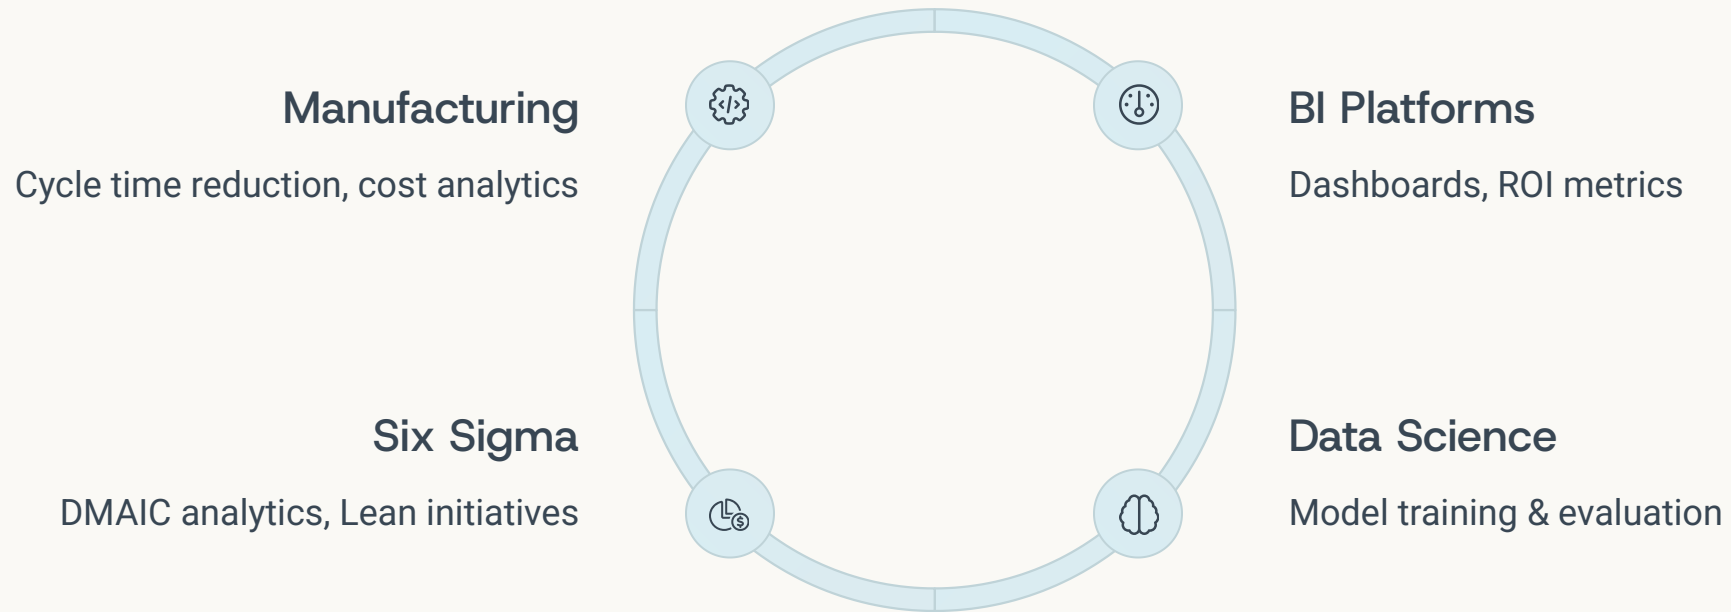 Manufacturing
Cycle time reduction, cost analytics
BI Platforms
Dashboards, ROI metrics
Six Sigma
DMAIC analytics, Lean initiatives
Data Science
Model training & evaluation